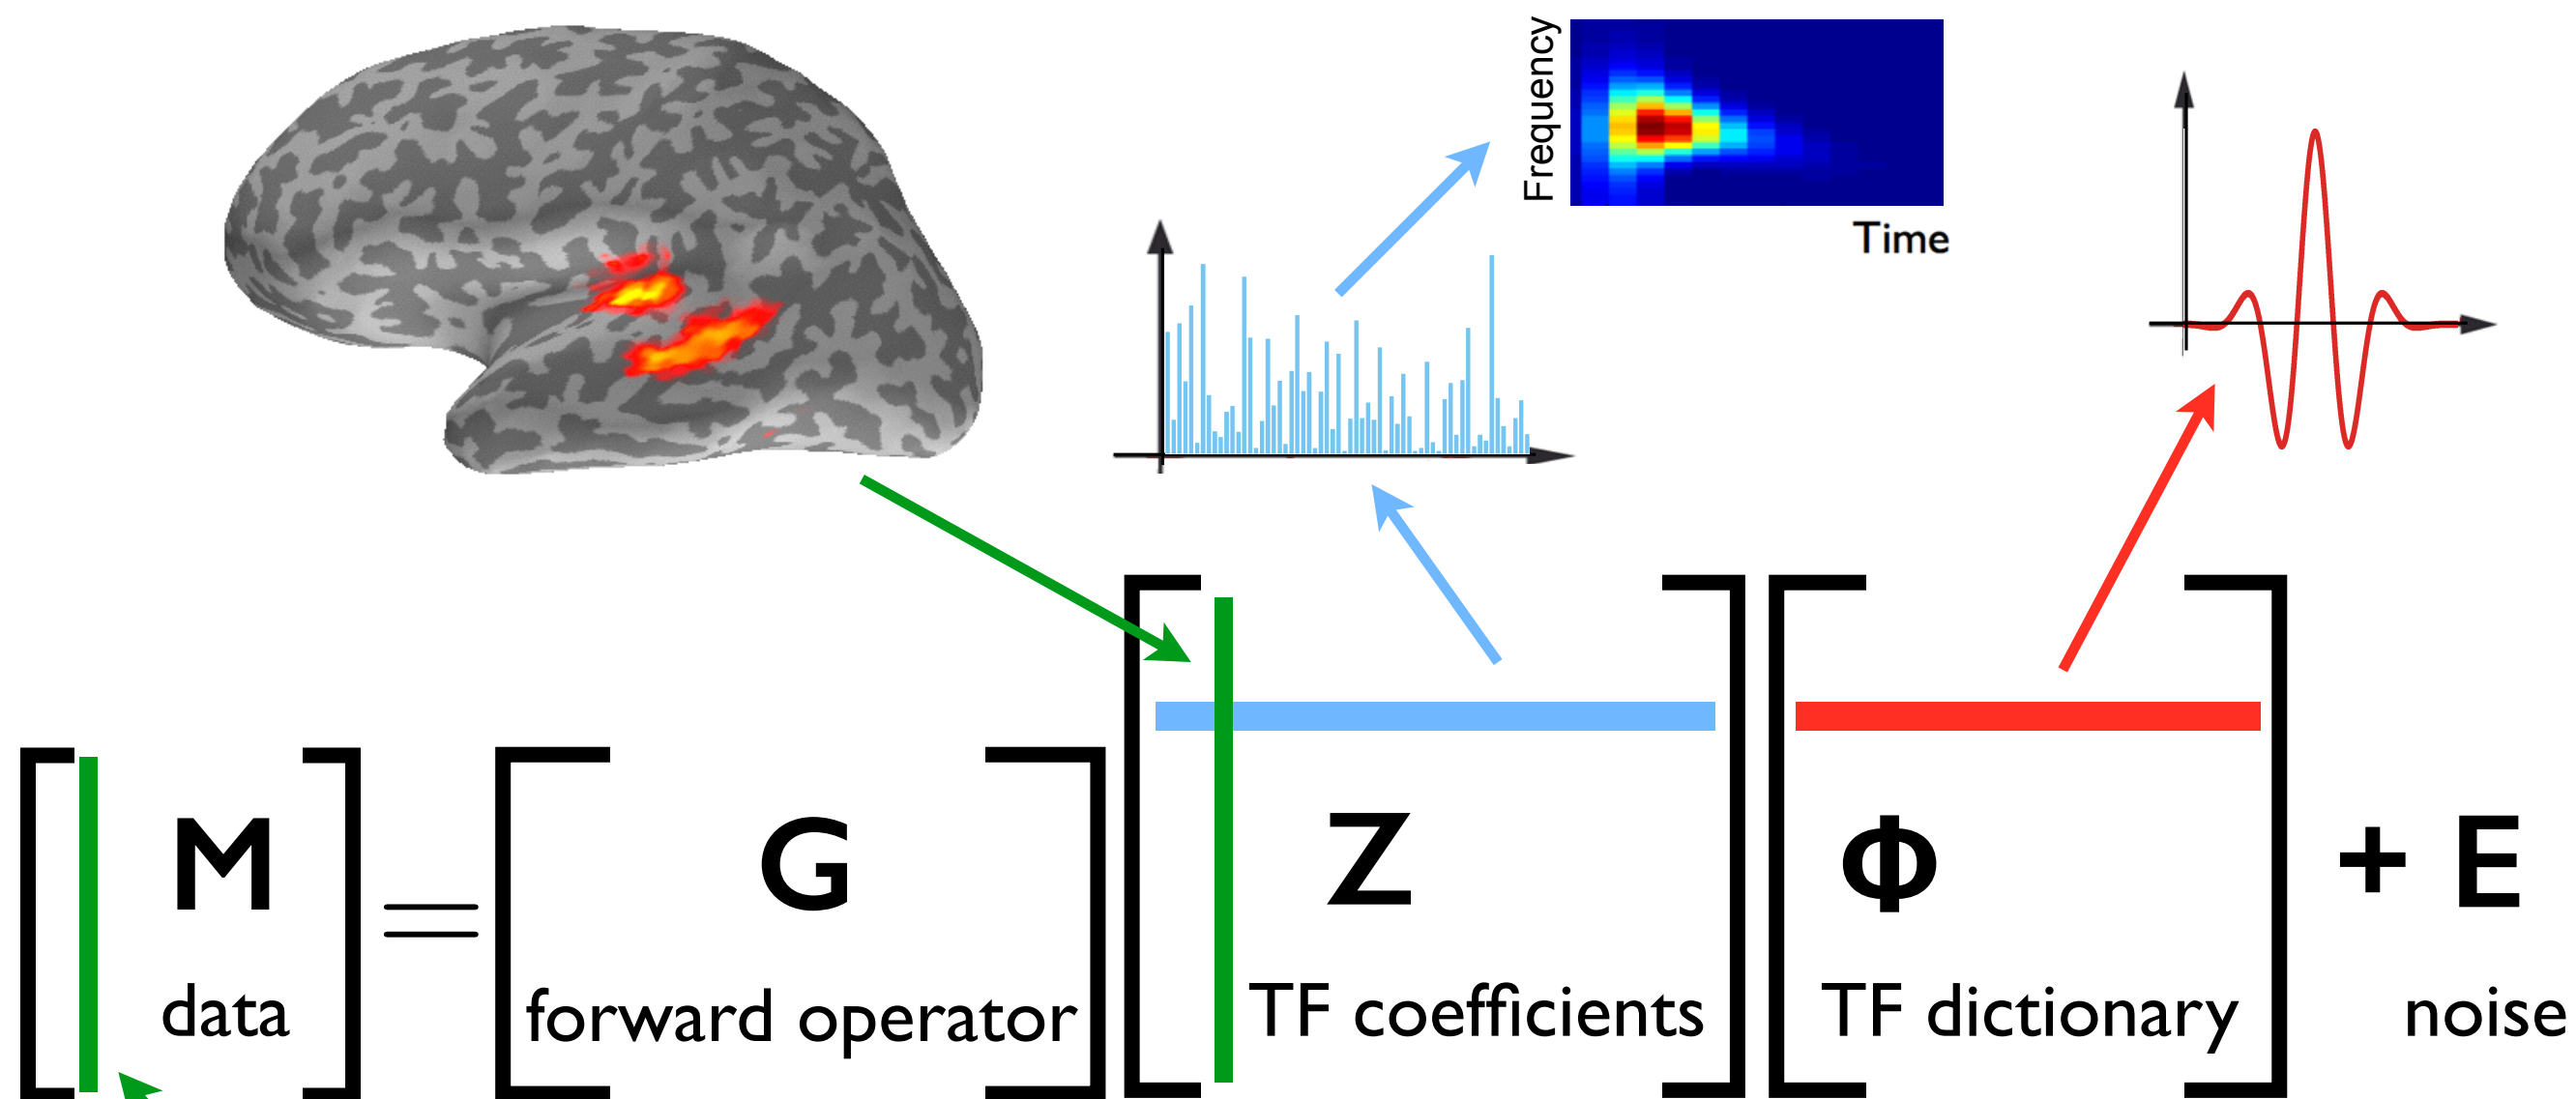 Frequency
Time
M = G Z Φ + E
data forward operator TF coefficients TF dictionary noise